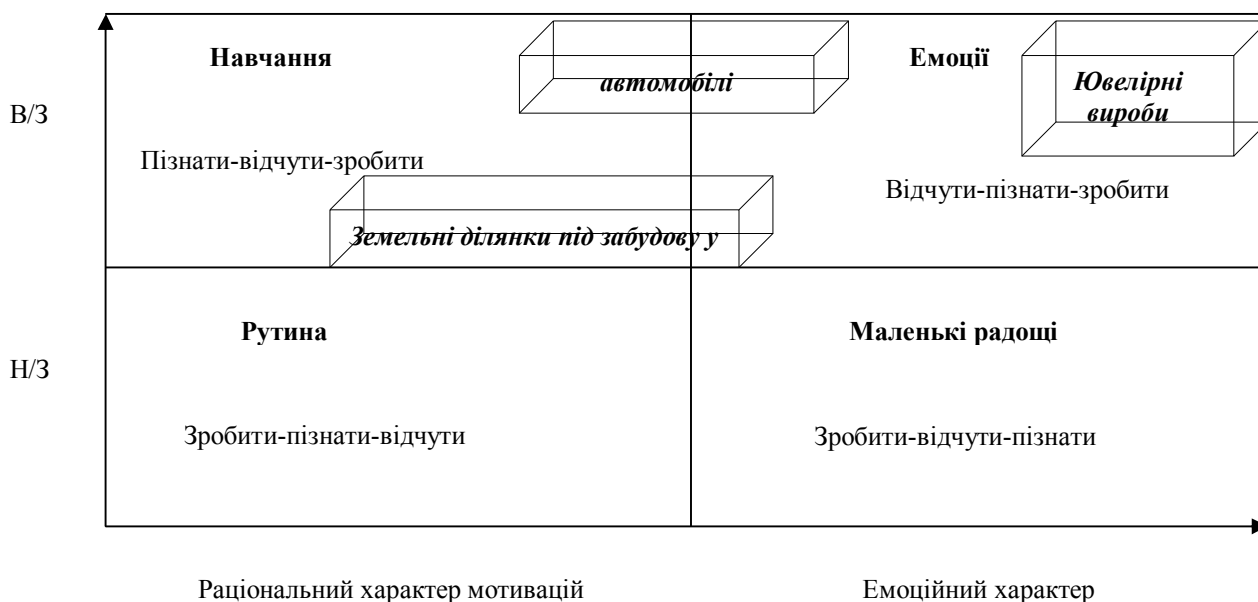 Навчання
автомобілі
Емоції
Ювелірні
вироби
В/З
Пізнати-відчути-зробити
Відчути-пізнати-зробити
Земельні ділянки під забудову у
Рутина
Маленькі радощі
Н/З
Зробити-пізнати-відчути
Зробити-відчути-пізнати
Раціональний характер мотивацій
Емоційний характер